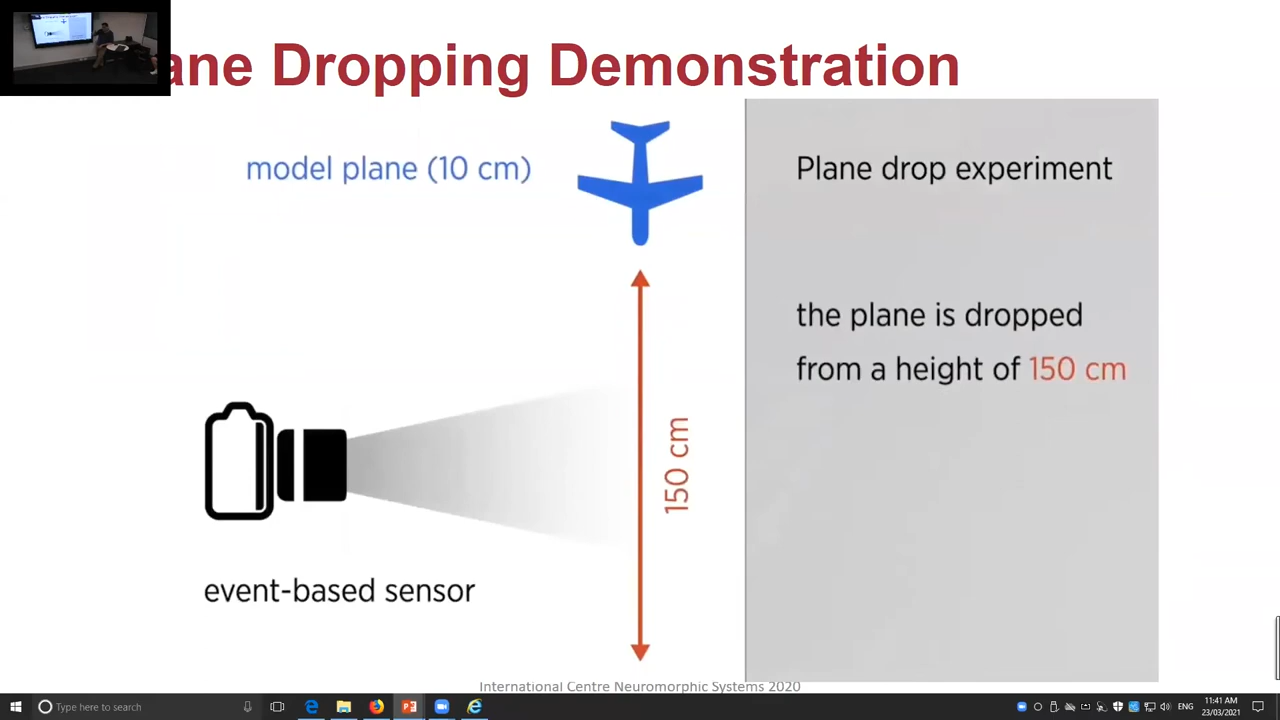 ane Dropping Demonstration
model plane (10 cm)
Plane drop experiment
the plane is dropped
from a height of 150 cm
150 cm
event-based sensor
International Centre Neuromorphic Systems 2020
Type here to search
ENG
11:41 AM
23/03/2021